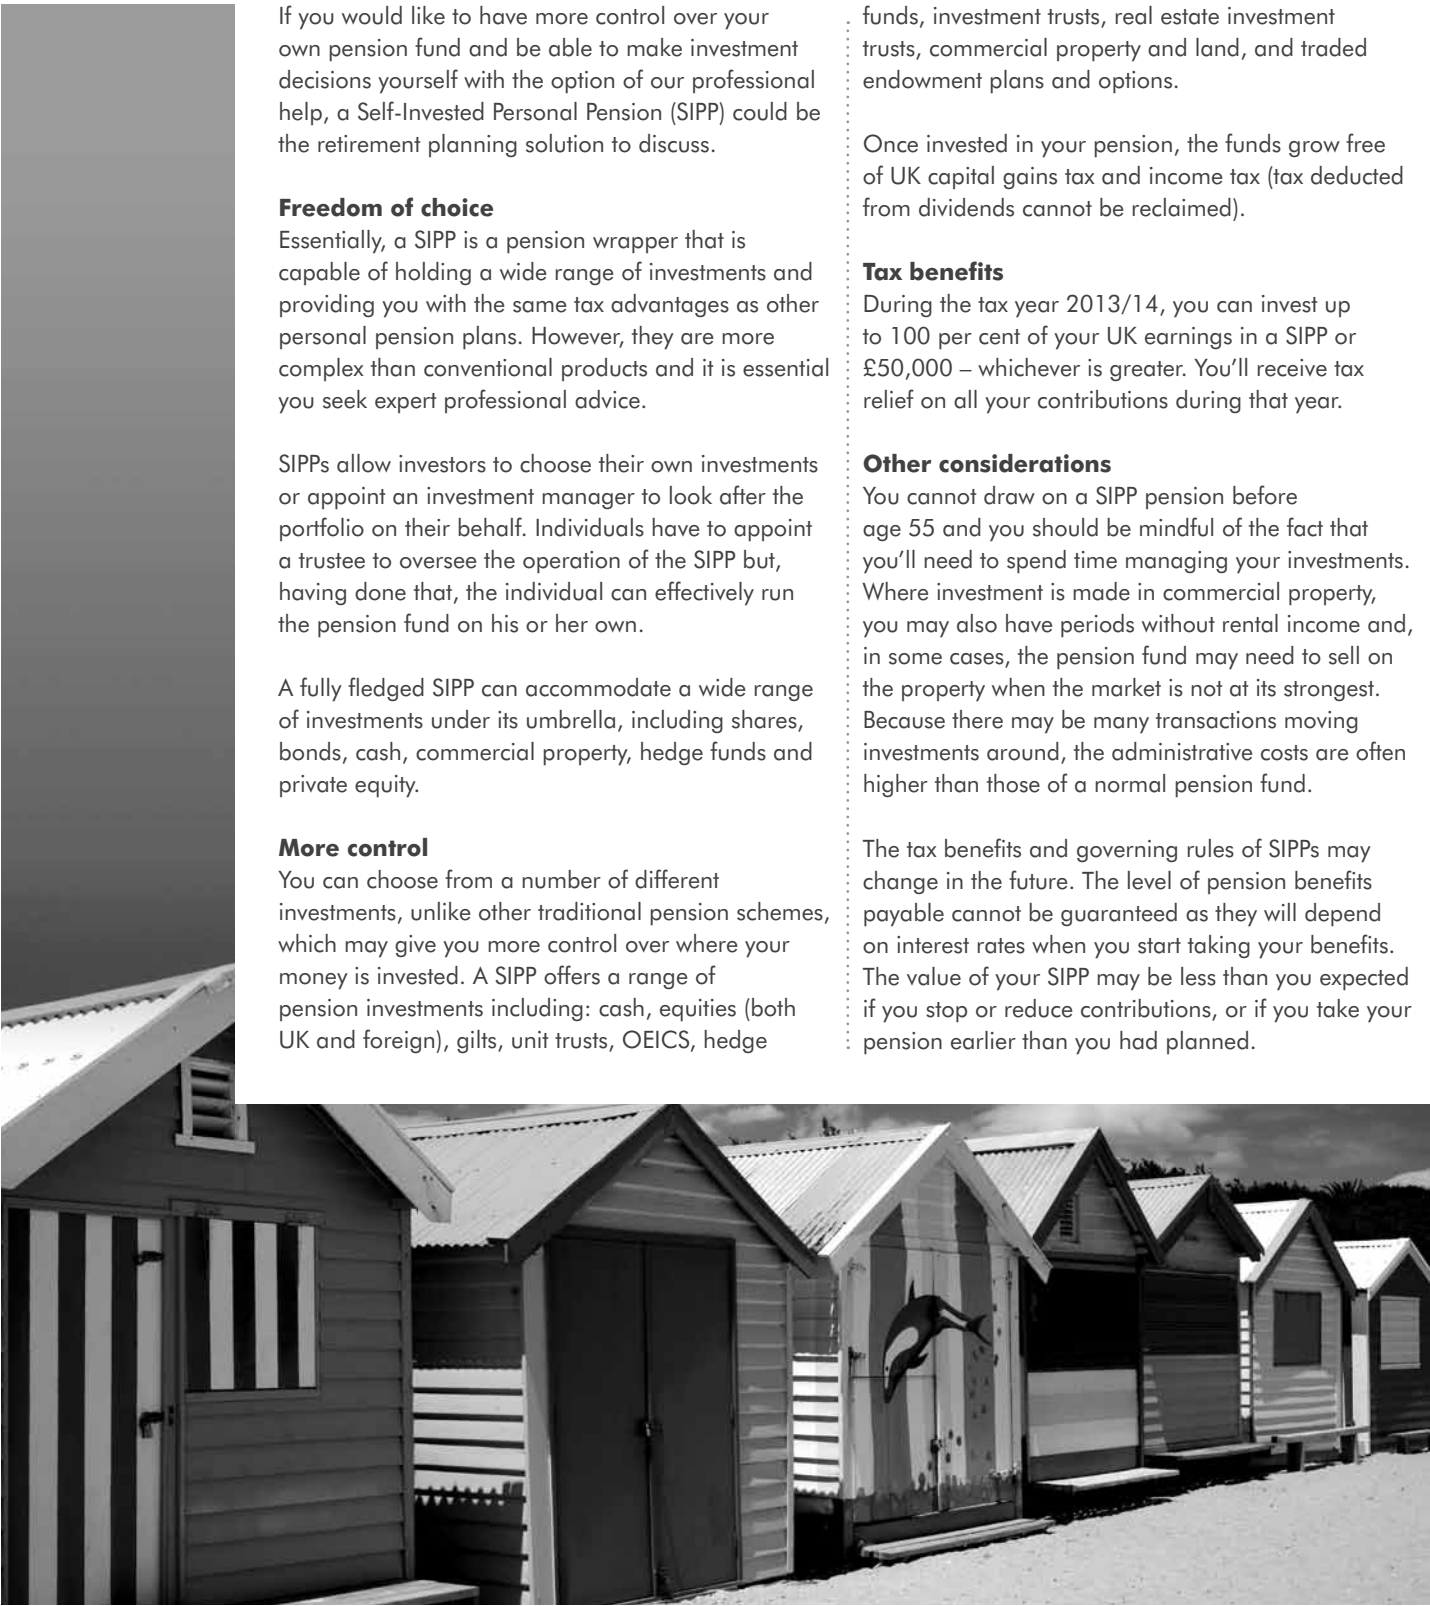 If you would like to have more control over your
own pension fund and be able to make investment
decisions yourself with the option of our professional
help, a Self-Invested Personal Pension (SIPP) could be
the retirement planning solution to discuss.
Freedom of choice
Essentially, a SIPP is a pension wrapper that is
capable of holding a wide range of investments and
providing you with the same tax advantages as other
personal pension plans. However, they are more
complex than conventional products and it is essential
you seek expert professional advice.
SIPPs allow investors to choose their own investments
or appoint an investment manager to look after the
portfolio on their behalf. Individuals have to appoint
a trustee to oversee the operation of the SIPP but,
having done that, the individual can effectively run
the pension fund on his or her own.
A fully fledged SIPP can accommodate a wide range
of investments under its umbrella, including shares,
bonds, cash, commercial property, hedge funds and
private equity.
More control
You can choose from a number of different
investments, unlike other traditional pension schemes,
which may give you more control over where your
money is invested. A SIPP offers a range of
pension investments including: cash, equities (both
UK and foreign), gilts, unit trusts, OEICS, hedge
funds, investment trusts, real estate investment
trusts, commercial property and land, and traded
endowment plans and options.
Once invested in your pension, the funds grow free
of UK capital gains tax and income tax (tax deducted
from dividends cannot be reclaimed).
Tax benefits
During the tax year 2013/14, you can invest up
to 100 per cent of your UK earnings in a SIPP or
£50,000 – whichever is greater. You’ll receive tax
relief on all your contributions during that year.
Other considerations
You cannot draw on a SIPP pension before
age 55 and you should be mindful of the fact that
you’ll need to spend time managing your investments.
Where investment is made in commercial property,
you may also have periods without rental income and,
in some cases, the pension fund may need to sell on
the property when the market is not at its strongest.
Because there may be many transactions moving
investments around, the administrative costs are often
higher than those of a normal pension fund.
The tax benefits and governing rules of SIPPs may
change in the future. The level of pension benefits
payable cannot be guaranteed as they will depend
on interest rates when you start taking your benefits.
The value of your SIPP may be less than you expected
if you stop or reduce contributions, or if you take your
pension earlier than you had planned.